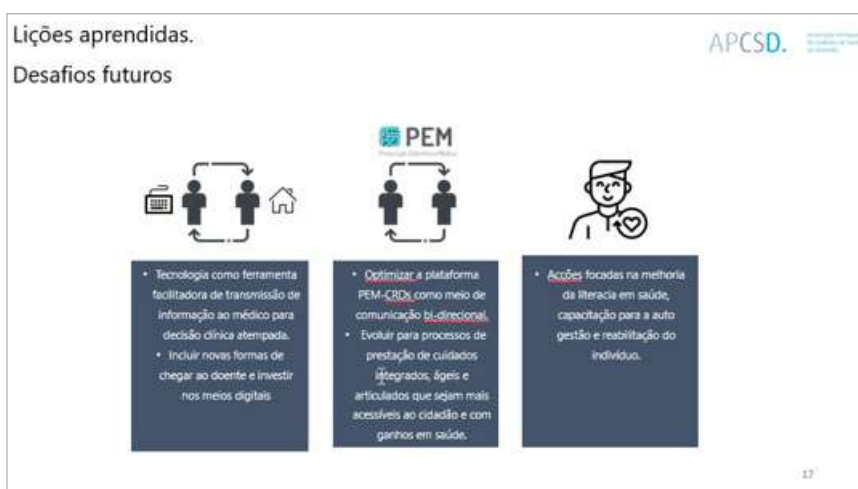 Lições aprendidas.
Desafios futuros
APCSD.
PEM
• Tecnologia como ferramenta
facilitadora de transmissão de
informação ao médico para
decisão clínica atempada.
• Incluir novas formas de
chegar ao doente e investir
nos meios digitais
• Optimizar a plataforma
PEM-CRDs como meio de
comunicação bi-direcional.
• Evoluir para processos de
prestação de cuidados
integrados, ágeis e
articulados que sejam mais
acessíveis ao cidadão e com
ganhos em saúde.
• Acções focadas na melhoria
da literacia em saúde,
capacitação para a auto
gestão e reabilitação do
indivíduo.
17